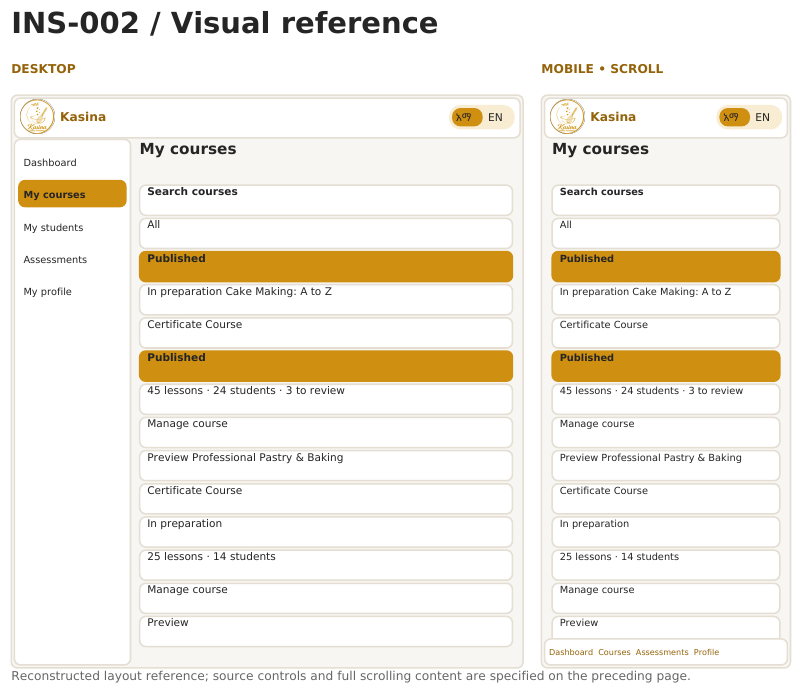 INS-002 / Visual reference
DESKTOP
Kasina
Kasina
አማ EN
Dashboard
My courses
My students
Assessments
My profile
My courses
Search courses
All
Published
In preparation Cake Making: A to Z
Certificate Course
Published
45 lessons · 24 students · 3 to review
Manage course
Preview Professional Pastry & Baking
Certificate Course
In preparation
25 lessons · 14 students
Manage course
Preview
MOBILE • SCROLL
Kasina
Kasina
አማ EN
My courses
Search courses
All
Published
In preparation Cake Making: A to Z
Certificate Course
Published
45 lessons · 24 students · 3 to review
Manage course
Preview Professional Pastry & Baking
Certificate Course
In preparation
25 lessons · 14 students
Manage course
Preview
Dashboard Courses Assessments Profile
Reconstructed layout reference; source controls and full scrolling content are specified on the preceding page.